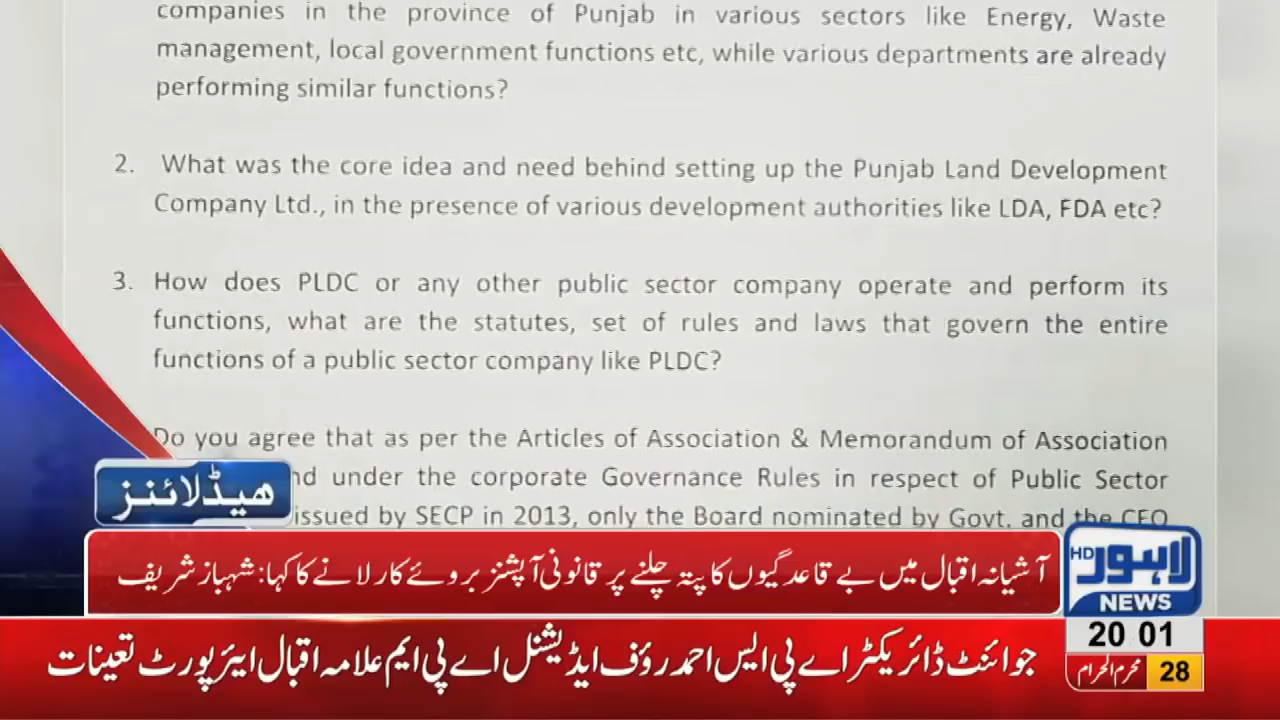 companies in the province of Punjab in various sectors like Energy, Waste
management, local government functions etc, while various departments are already
performing similar functions?
2. What was the core idea and need behind setting up the Punjab Land Development
Company Ltd., in the presence of various development authorities like LDA, FDA etc?
3. How does PLDC or any other public sector company operate and perform its
functions, what are the statutes, set of rules and laws that govern the entire
functions of a public sector company like PLDC?
Do you agree that as per the Articles of Association & Memorandum of Association
under the corporate Governance Rules in respect of Public Sector
issued by SECP in 2013, only the Board nominated by Govt. and the CEO
ھیڈلائنز
آشیانہ اقبال میں بے قاعدگیوں کا پتہ چلنے پر قانونی آپشنز بروئے کار لانے کا کہا: شہباز شریف
HD لاہور
NEWS
20 01
جوائنٹ ڈائریکٹر اے پی ایس احمد رؤف ایڈیشنل اے پی ایم علامہ اقبال ایئرپورٹ تعینات
محرم الحرام 28